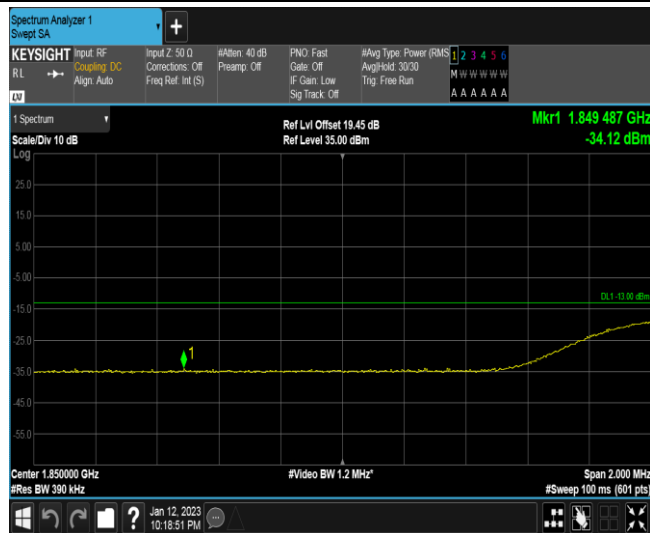 Spectrum Analyzer 1
Swept SA
+
KEYSIGHT
RL
LXI
Input: RF
Coupling: DC
Align: Auto
Input Z: 50 Ω
Corrections: Off
Freq Ref: Int (S)
#Atten: 40 dB
Preamp: Off
PNO: Fast
Gate: Off
IF Gain: Low
Sig Track: Off
#Avg Type: Power (RMS
Avg|Hold: 30/30
Trig: Free Run
1 2 3 4 5 6
M W W W W W
A A A A A A
1 Spectrum
Scale/Div 10 dB
Log
Ref Lvl Offset 19.45 dB
Ref Level 35.00 dBm
Mkr1 1.849 487 GHz
-34.12 dBm
25.0
15.0
5.00
-5.00
-15.0
-25.0
-35.0
-45.0
-55.0
DL1 -13.00 dBm
1
Center 1.850000 GHz
#Res BW 390 kHz
#Video BW 1.2 MHz*
Span 2.000 MHz
#Sweep 100 ms (601 pts)
?
Jan 12, 2023
10:18:51 PM